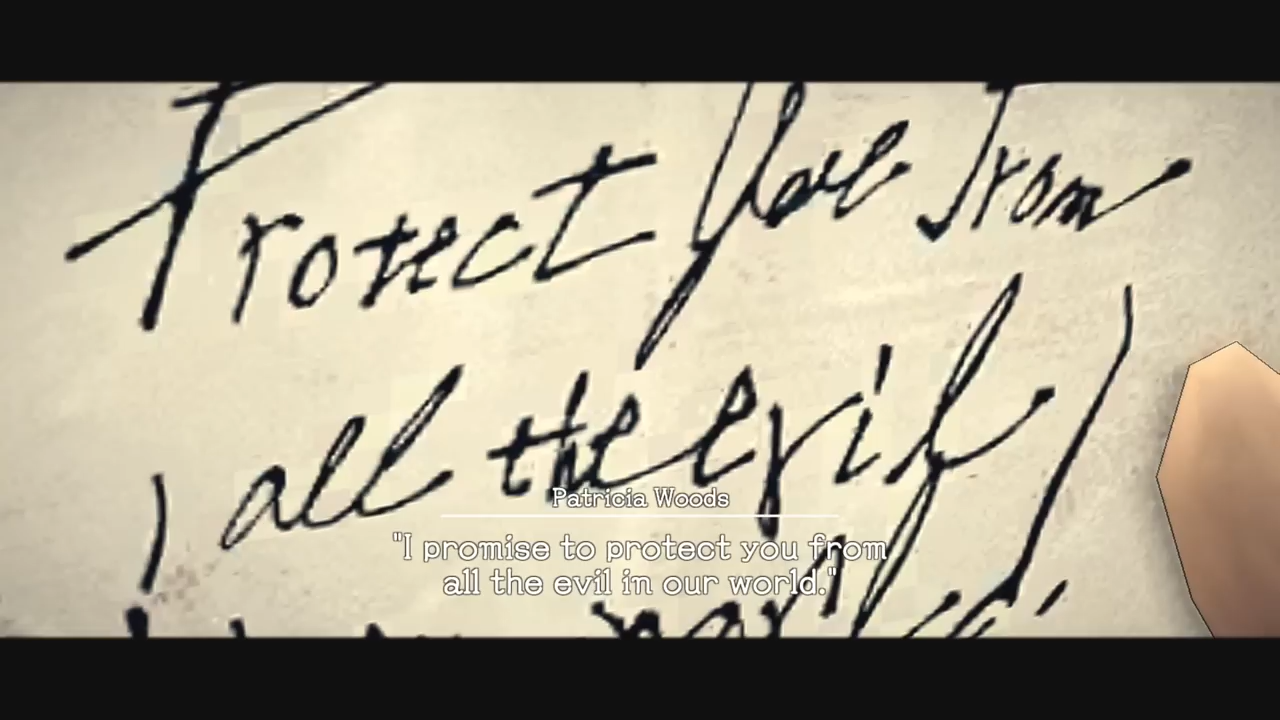 Protect you from
all the evil
Patricia Woods
"I promise to protect you from
all the evil in our world."